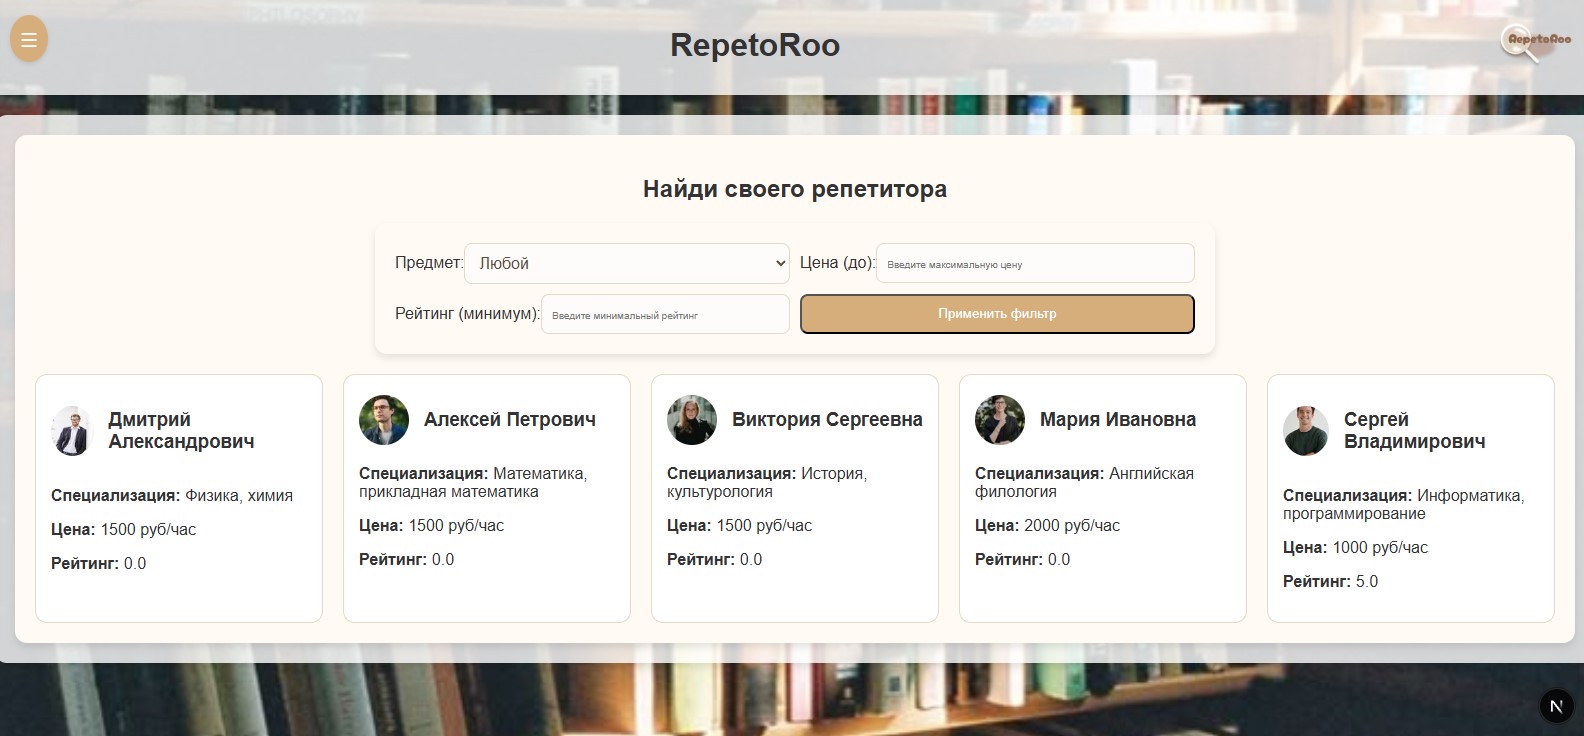 RepetoRoo
RepetoRoo
Найди своего репетитора
Предмет: Любой
Цена (до): Введите максимальную цену
Рейтинг (минимум): Введите минимальный рейтинг
Применить фильтр
Дмитрий
Александрович
Специализация: Физика, химия
Цена: 1500 руб/час
Рейтинг: 0.0
Алексей Петрович
Специализация: Математика,
прикладная математика
Цена: 1500 руб/час
Рейтинг: 0.0
Виктория Сергеевна
Специализация: История,
культурология
Цена: 1500 руб/час
Рейтинг: 0.0
Мария Ивановна
Специализация: Английская
филология
Цена: 2000 руб/час
Рейтинг: 0.0
Сергей
Владимирович
Специализация: Информатика,
программирование
Цена: 1000 руб/час
Рейтинг: 5.0
N